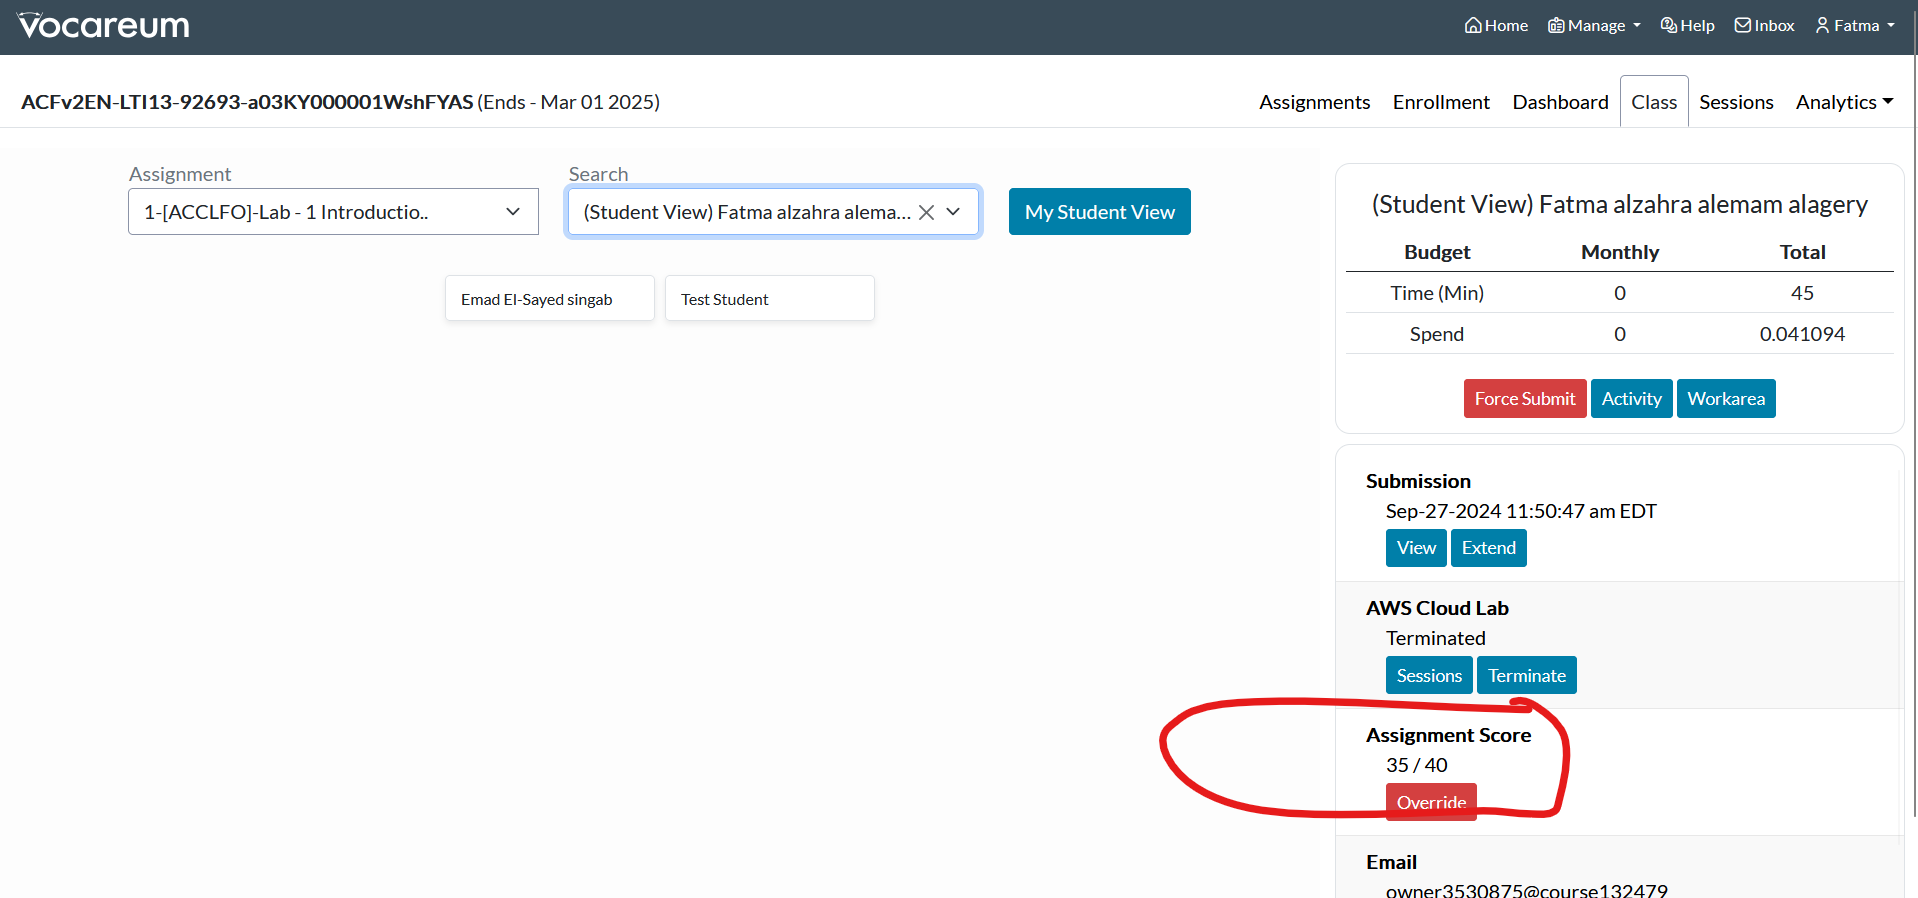 Vocareum
Home Manage Help Inbox Fatma
ACFv2EN-LTI13-92693-a03KY000001WshFYAS (Ends - Mar 01 2025)
Assignments Enrollment Dashboard Class Sessions Analytics
Assignment
1-[ACCLFO]-Lab - 1 Introductio..
Search
(Student View) Fatma alzahra alema...
My Student View
Emad El-Sayed singab
Test Student
(Student View) Fatma alzahra alemam alagery
Budget Monthly Total
Time (Min) 0 45
Spend 0 0.041094
Force Submit Activity Workarea
Submission
Sep-27-2024 11:50:47 am EDT
View Extend
AWS Cloud Lab
Terminated
Sessions Terminate
Assignment Score
35 / 40
Override
Email
owner3530875@course132479